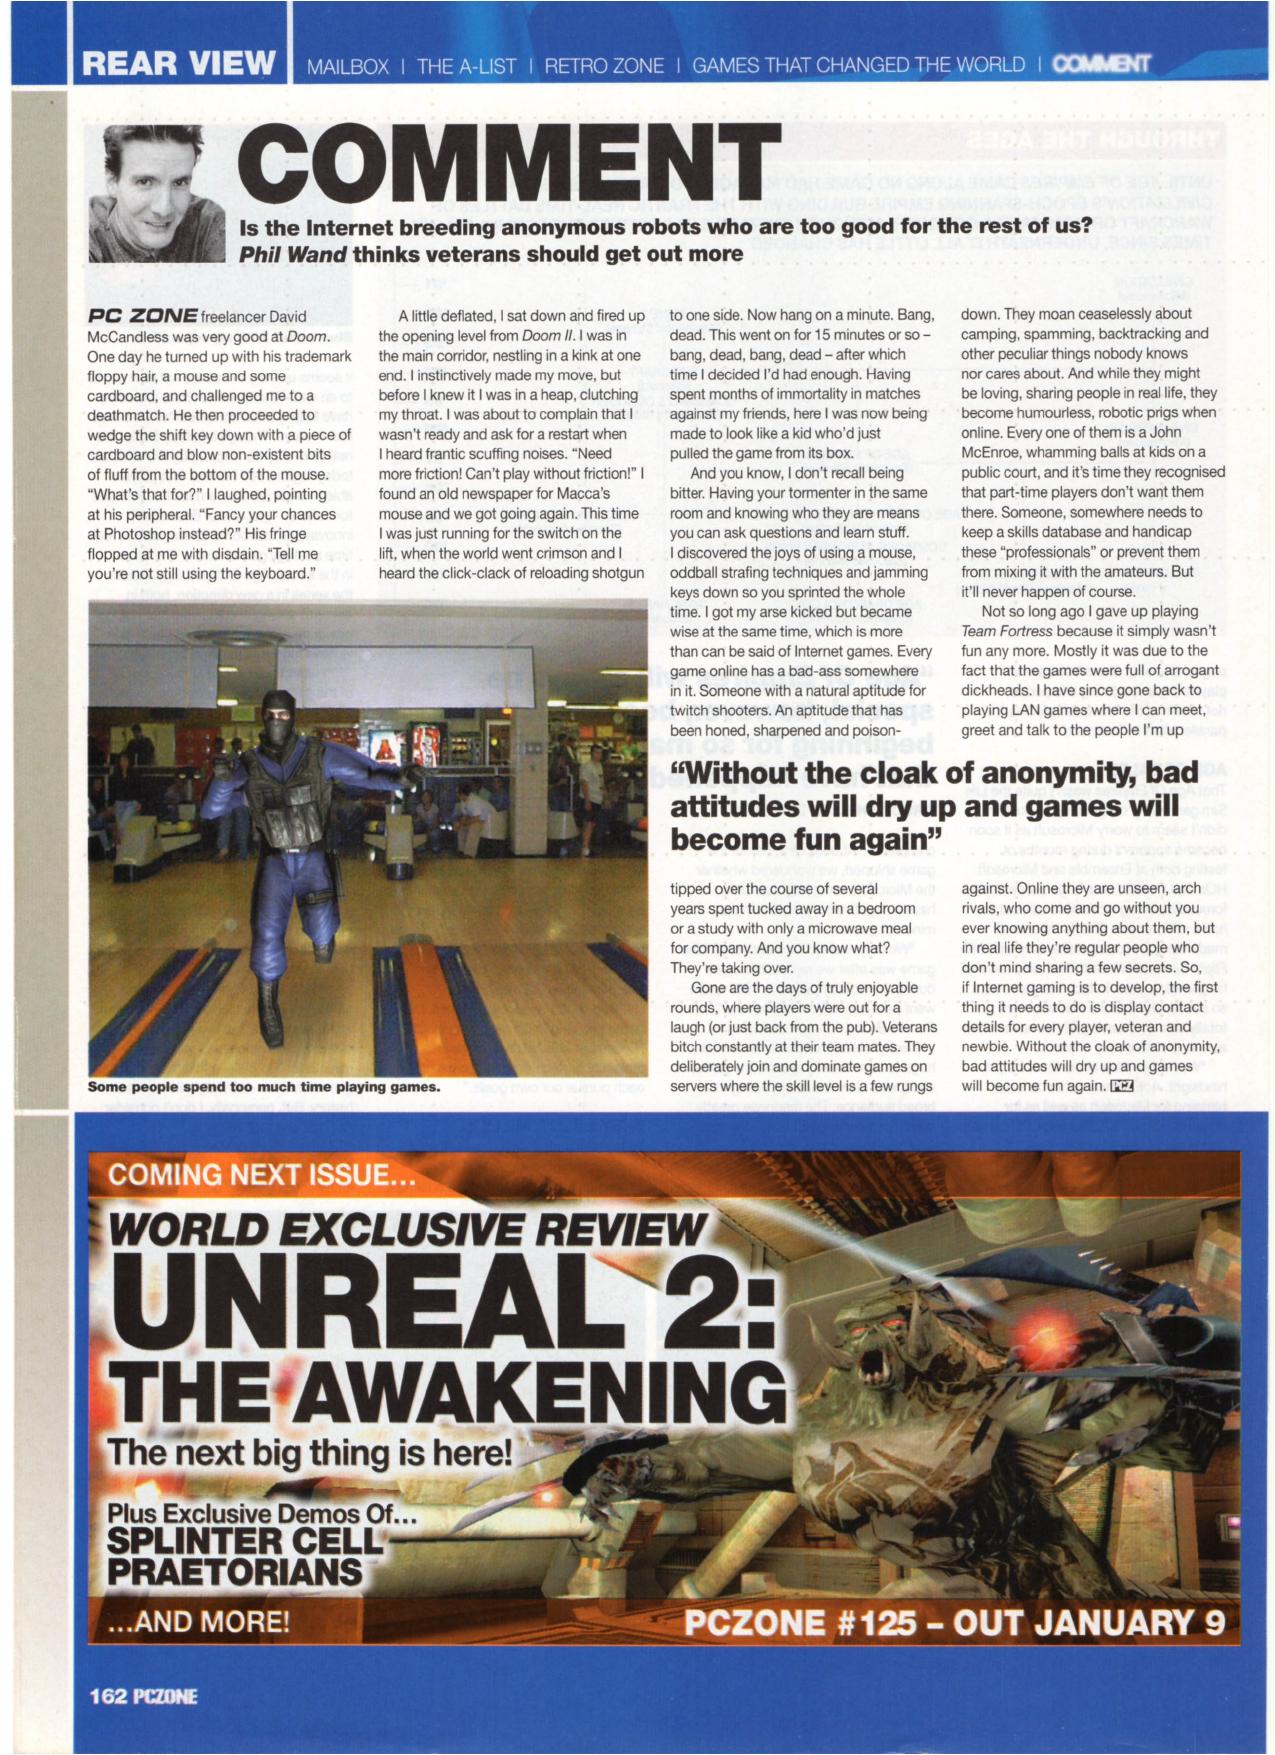 REAR VIEW
MAILBOX | THE A-LIST | RETRO ZONE | GAMES THAT CHANGED THE WORLD | COMMENT
COMMENT
Is the Internet breeding anonymous robots who are too good for the rest of us?
Phil Wand thinks veterans should get out more
PC ZONE freelancer David
McCandless was very good at Doom.
One day he turned up with his trademark
floppy hair, a mouse and some
cardboard, and challenged me to a
deathmatch. He then proceeded to
wedge the shift key down with a piece of
cardboard and blow non-existent bits
of fluff from the bottom of the mouse.
“What’s that for?” I laughed, pointing
at his peripheral. “Fancy your chances
at Photoshop instead?” His fringe
flopped at me with disdain. “Tell me
you’re not still using the keyboard.”
A little deflated, I sat down and fired up
the opening level from Doom II. I was in
the main corridor, nestling in a kink at one
end. I instinctively made my move, but
before I knew it I was in a heap, clutching
my throat. I was about to complain that I
wasn’t ready and ask for a restart when
I heard frantic scuffing noises. “Need
more friction! Can’t play without friction!” I
found an old newspaper for Macca’s
mouse and we got going again. This time
I was just running for the switch on the
lift, when the world went crimson and I
heard the click-clack of reloading shotgun
to one side. Now hang on a minute. Bang,
dead. This went on for 15 minutes or so –
bang, dead, bang, dead – after which
time I decided I’d had enough. Having
spent months of immortality in matches
against my friends, here I was now being
made to look like a kid who’d just
pulled the game from its box.
And you know, I don’t recall being
bitter. Having your tormenter in the same
room and knowing who they are means
you can ask questions and learn stuff.
I discovered the joys of using a mouse,
oddball strafing techniques and jamming
keys down so you sprinted the whole
time. I got my arse kicked but became
wise at the same time, which is more
than can be said of Internet games. Every
game online has a bad-ass somewhere
in it. Someone with a natural aptitude for
twitch shooters. An aptitude that has
been honed, sharpened and poison-
tipped over the course of several
years spent tucked away in a bedroom
or a study with only a microwave meal
for company. And you know what?
They’re taking over.
Gone are the days of truly enjoyable
rounds, where players were out for a
laugh (or just back from the pub). Veterans
bitch constantly at their team mates. They
deliberately join and dominate games on
servers where the skill level is a few rungs
down. They moan ceaselessly about
camping, spamming, backtracking and
other peculiar things nobody knows
nor cares about. And while they might
be loving, sharing people in real life, they
become humourless, robotic prigs when
online. Every one of them is a John
McEnroe, whamming balls at kids on a
public court, and it’s time they recognised
that part-time players don’t want them
there. Someone, somewhere needs to
keep a skills database and handicap
these “professionals” or prevent them
from mixing it with the amateurs. But
it’ll never happen of course.
Not so long ago I gave up playing
Team Fortress because it simply wasn’t
fun any more. Mostly it was due to the
fact that the games were full of arrogant
dickheads. I have since gone back to
playing LAN games where I can meet,
greet and talk to the people I’m up
against. Online they are unseen, arch
rivals, who come and go without you
ever knowing anything about them, but
in real life they’re regular people who
don’t mind sharing a few secrets. So,
if Internet gaming is to develop, the first
thing it needs to do is display contact
details for every player, veteran and
newbie. Without the cloak of anonymity,
bad attitudes will dry up and games
will become fun again. PCZ
“Without the cloak of anonymity, bad
attitudes will dry up and games will
become fun again”
Some people spend too much time playing games.
COMING NEXT ISSUE...
WORLD EXCLUSIVE REVIEW
UNREAL 2:
THE AWAKENING
The next big thing is here!
Plus Exclusive Demos Of...
SPLINTER CELL
PRAETORIANS
...AND MORE!
PCZONE #125 – OUT JANUARY 9
162 PCZONE